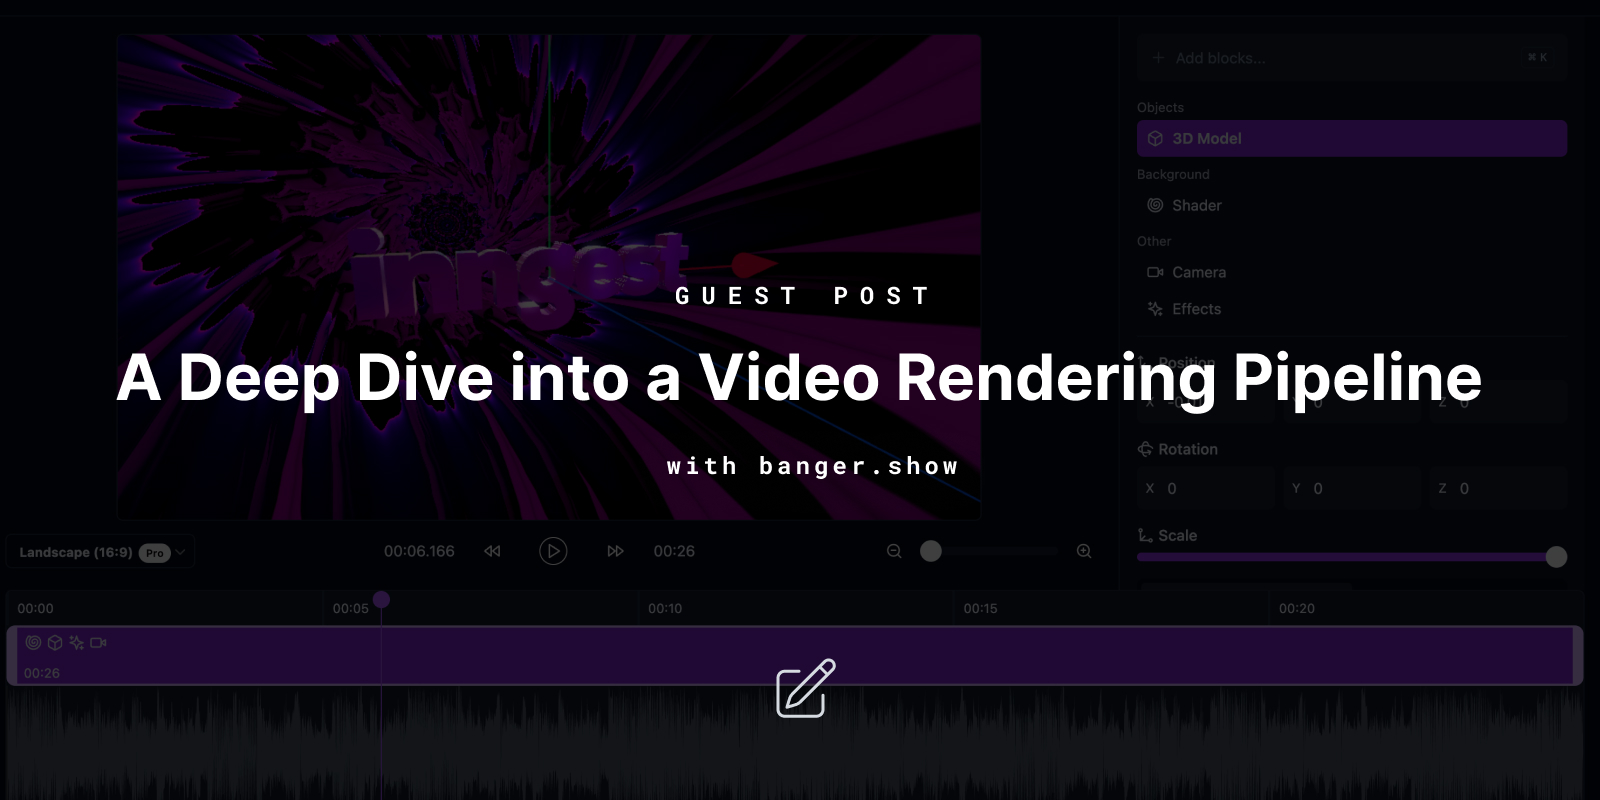 Add blocks...
⌘ K
Objects
3D Model
Background
Shader
inngest
Other
Camera
Effects
GUEST POST
Position
A Deep Dive into a Video Rendering Pipeline
Y 0
Z 0
Rotation
with banger.show
X 0
Y 0
Z 0
Scale
Landscape (16:9) Pro
00:06.166
00:26
00:00
00:05
00:10
00:15
00:20
00:26